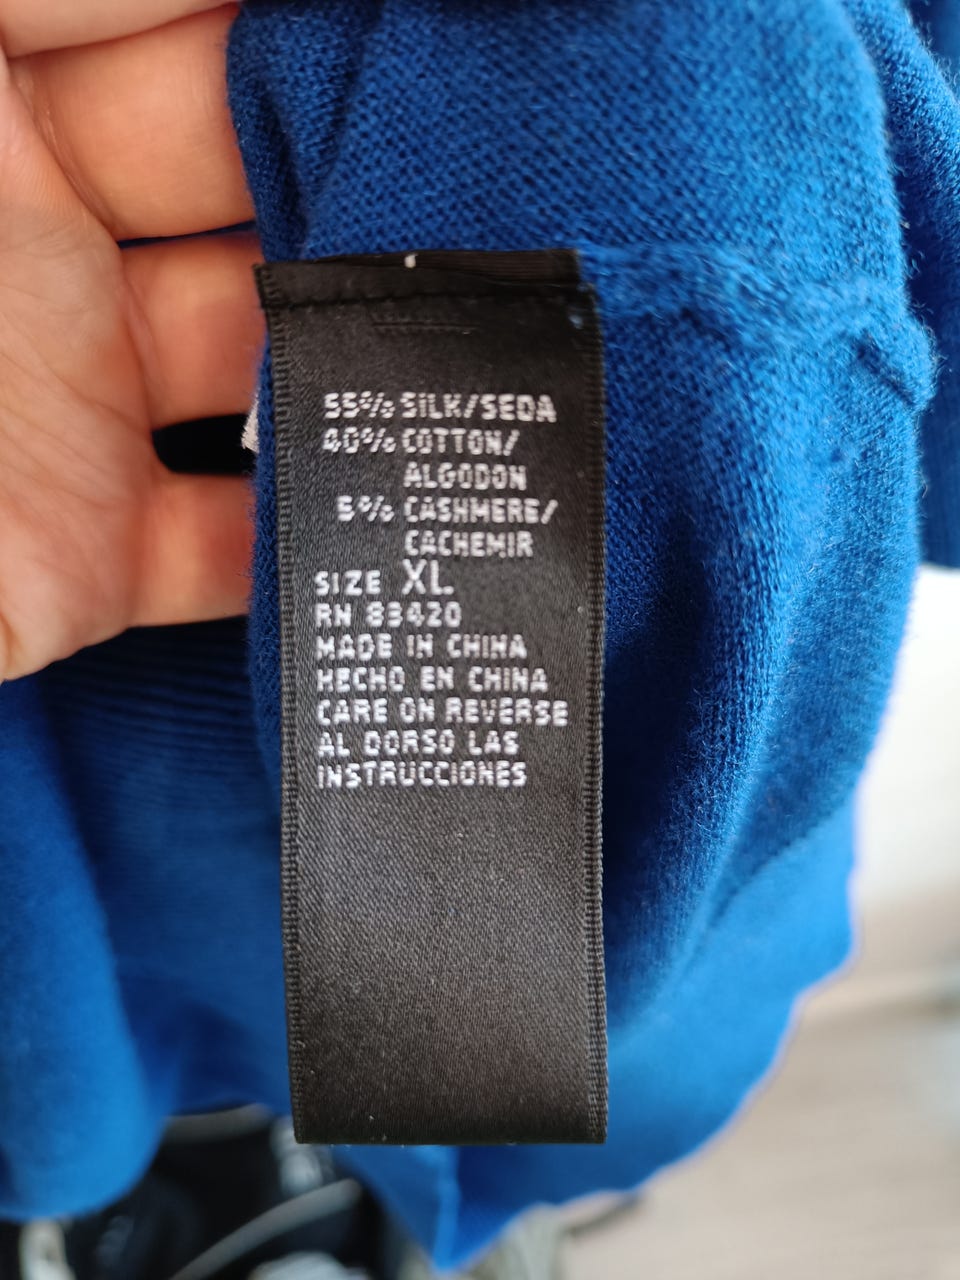 55% SILK/SEDA
40% COTTON/
ALGODON
5% CASHMERE/
CACHEMIR
SIZE XL
RN 83420
MADE IN CHINA
HECHO EN CHINA
CARE ON REVERSE
AL DORSO LAS
INSTRUCCIONES